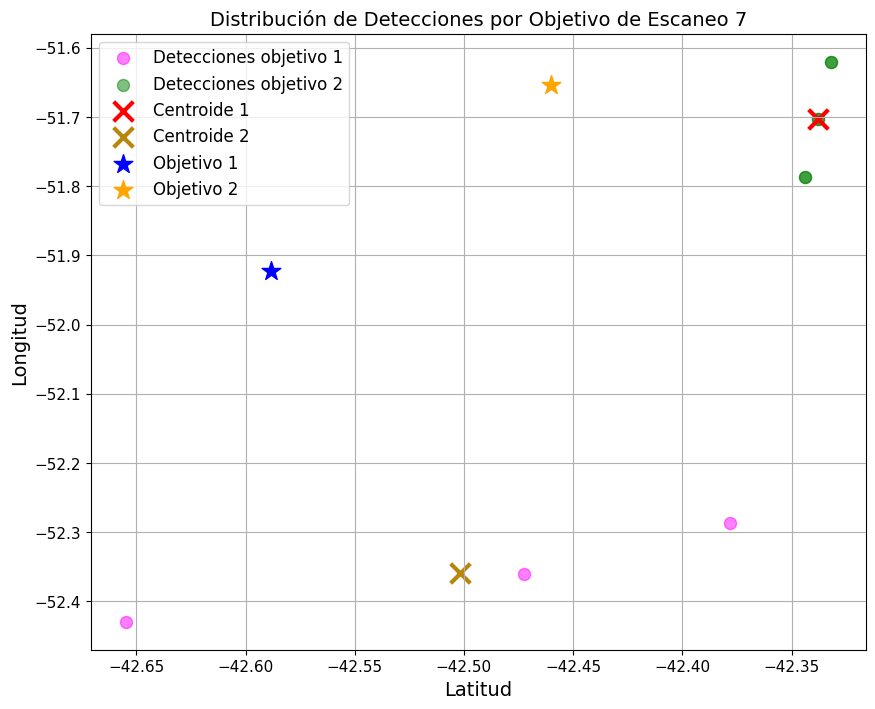 Distribución de Detecciones por Objetivo de Escaneo 7
Detecciones objetivo 1
Detecciones objetivo 2
Centroide 1
Centroide 2
Objetivo 1
Objetivo 2
−51.6
−51.7
−51.8
−51.9
−52.0
−52.1
−52.2
−52.3
−52.4
Longitud
−42.65 −42.60 −42.55 −42.50 −42.45 −42.40 −42.35
Latitud